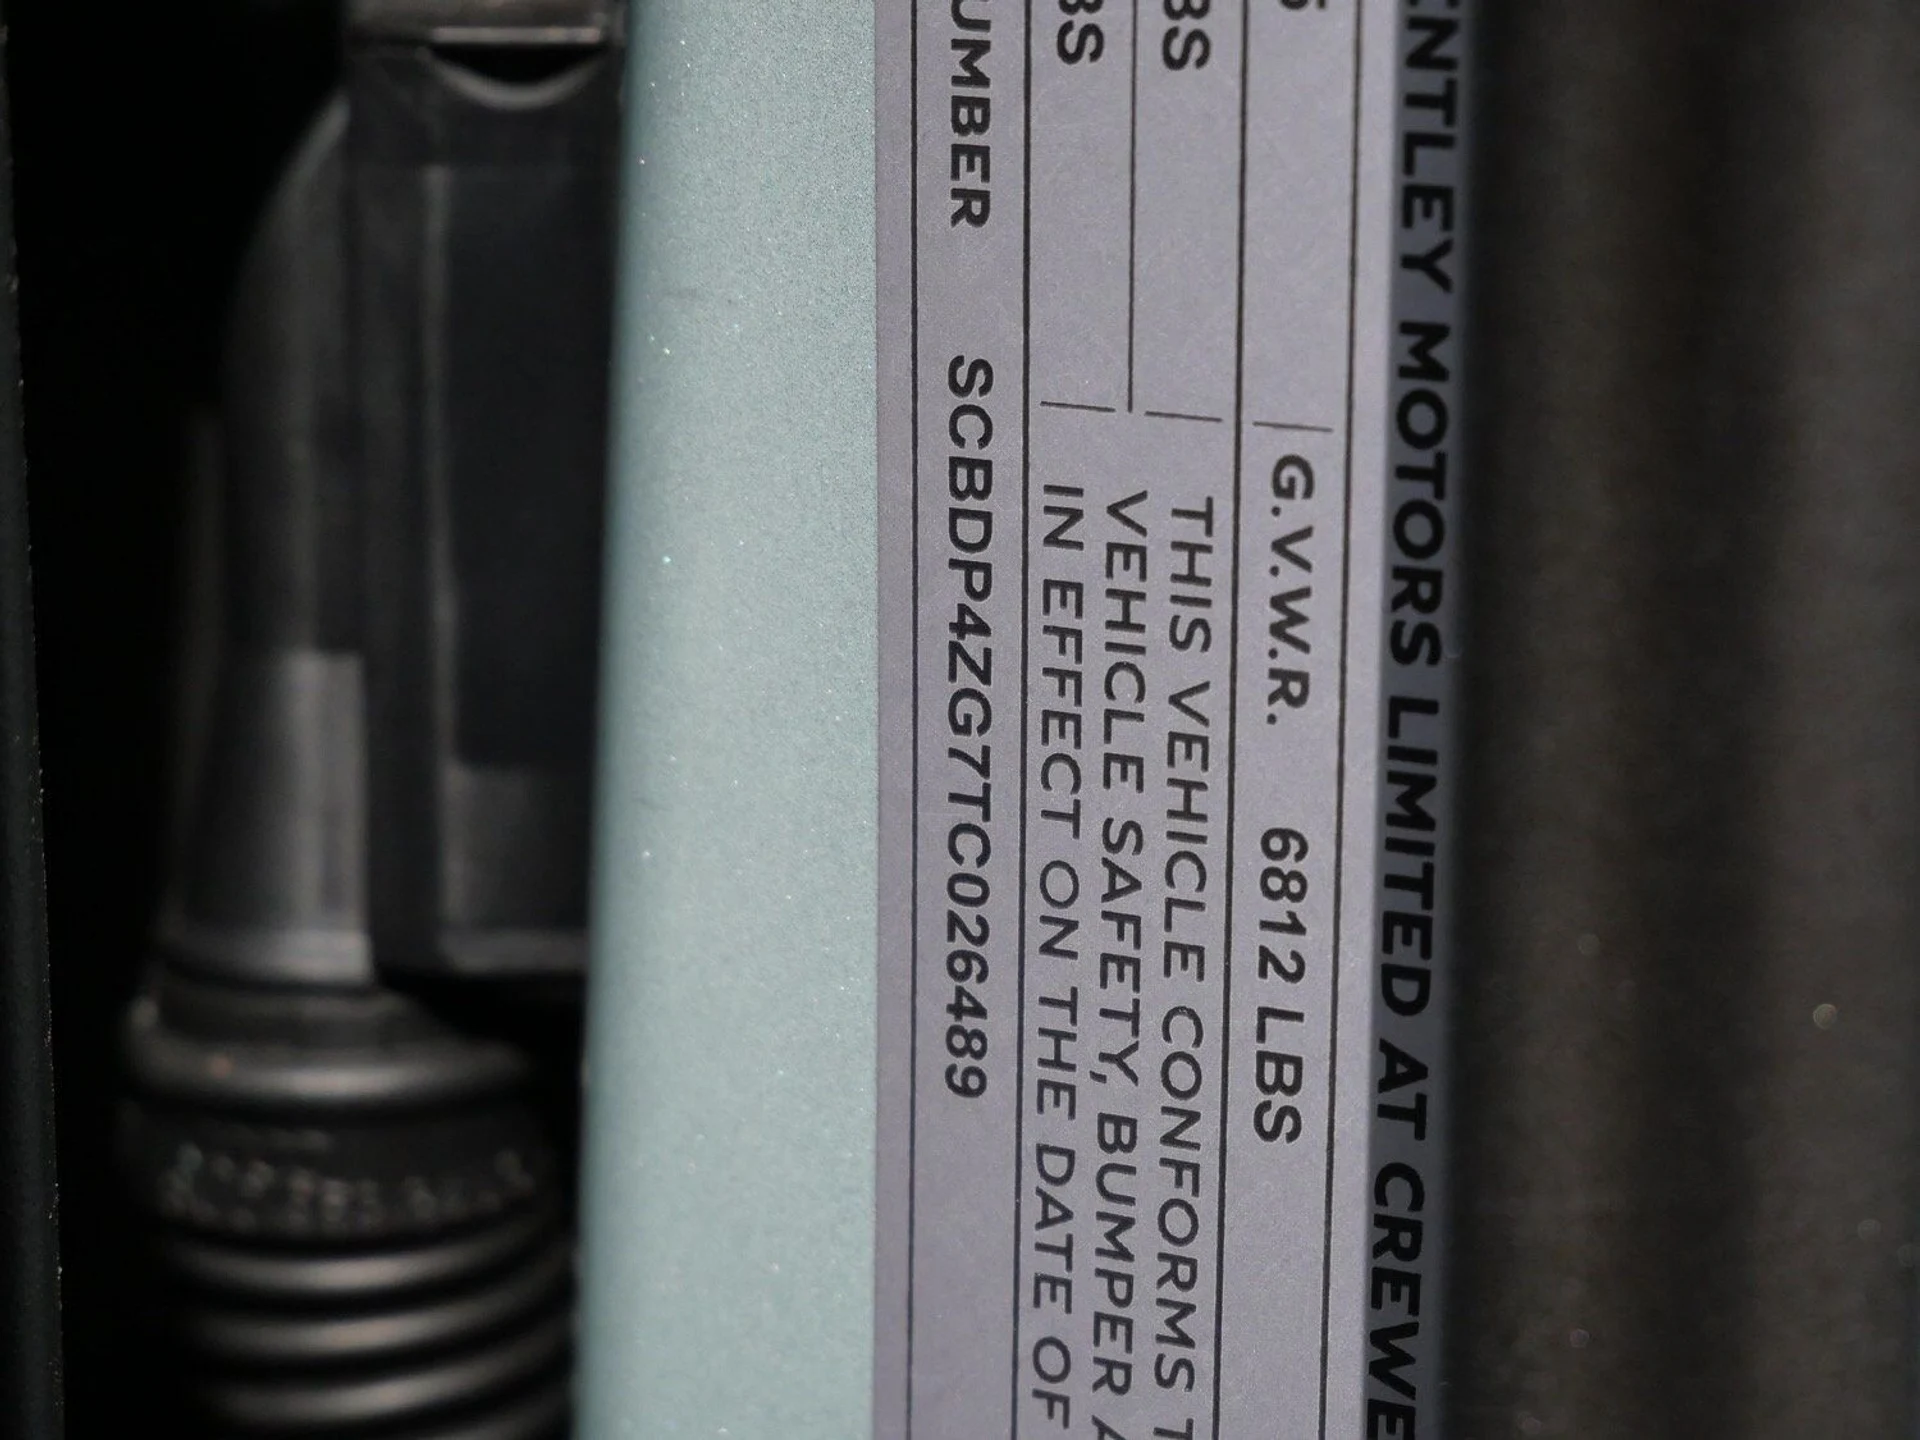 ENTLEY MOTORS LIMITED AT CREWE
G.V.W.R. 6812 LBS
BS
THIS VEHICLE CONFORMS T
VEHICLE SAFETY, BUMPER A
BS
IN EFFECT ON THE DATE OF
UMBER SCBDP4ZG7TC026489